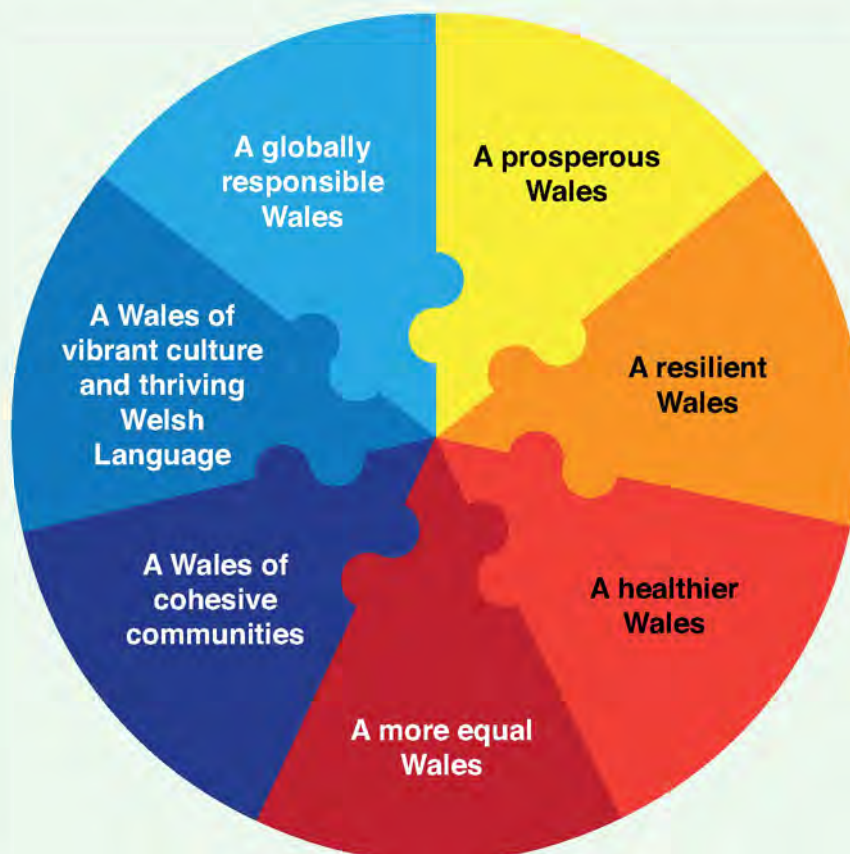 A prosperous
Wales
A resilient
Wales
A healthier
Wales
A more equal
Wales
A Wales of
cohesive
communities
A Wales of
vibrant culture
and thriving
Welsh
Language
A globally
responsible
Wales